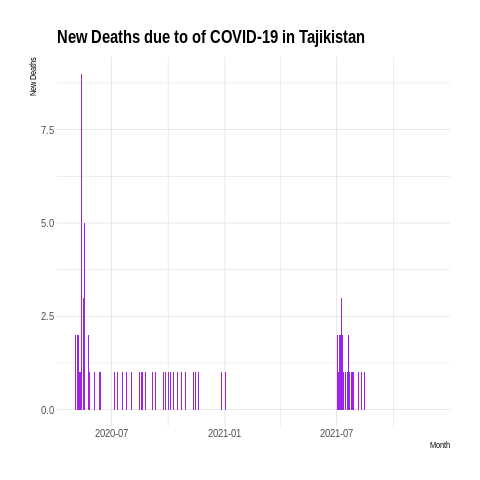 New Deaths due to of COVID-19 in Tajikistan
New Deaths
7.5
5.0
2.5
0.0
2020-07 2021-01 2021-07
Month